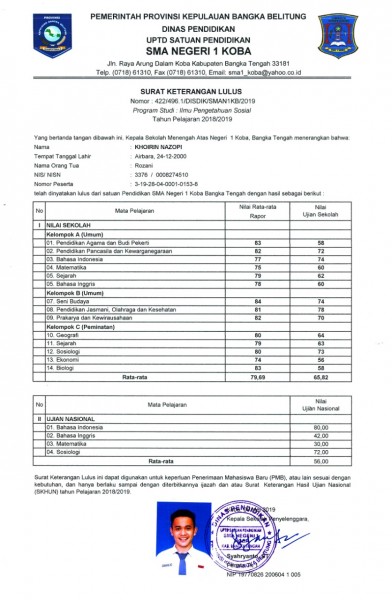 PEMERINTAH PROVINSI KEPULAUAN BANGKA BELITUNG
DINAS PENDIDIKAN
UPTD SATUAN PENDIDIKAN
SMA NEGERI 1 KOBA
Jln. Raya Arung Dalam Koba Kabupaten Bangka Tengah 33181
Telp. (0718) 61310, Fax (0718) 61310, Email: sma1_koba@yahoo.co.id
SURAT KETERANGAN LULUS
Nomor : 422/496.1/DISDIK/SMAN1KB/2019
Program Studi : Ilmu Pengetahuan Sosial
Tahun Pelajaran 2018/2019
Yang bertanda tangan dibawah ini, Kepala Sekolah Menengah Atas Negeri 1 Koba, Bangka Tengah menerangkan bahwa:
Nama : KHOIRIN NAZOPI
Tempat Tanggal Lahir : Airbara, 24-12-2000
Nama Orang Tua : Rozani
NIS/ NISN : 3376 / 0008274510
Nomor Peserta : 3-19-28-04-0001-0153-8
telah dinyatakan lulus dari satuan Pendidikan SMA Negeri 1 Koba Bangka Tengah dengan hasil sebagai berikut :
No Mata Pelajaran Nilai Rata-rata Rapor Nilai Ujian Sekolah
I NILAI SEKOLAH
Kelompok A (Umum)
01. Pendidikan Agama dan Budi Pekerti 83 58
02. Pendidikan Pancasila dan Kewarganegaraan 82 72
03. Bahasa Indonesia 77 74
04. Matematika 75 60
05. Sejarah 79 62
05. Bahasa Inggris 78 60
Kelompok B (Umum)
07. Seni Budaya 84 74
08. Pendidikan Jasmani, Olahraga dan Kesehatan 81 78
09. Prakarya dan Kewirausahaan 82 70
Kelompok C (Peminatan)
10. Geografi 80 64
11. Sejarah 79 63
12. Sosiologi 80 73
13. Ekonomi 74 56
14. Biologi 83 58
Rata-rata 79,69 65,82
No Mata Pelajaran Nilai Ujian Nasional
II UJIAN NASIONAL
01. Bahasa Indonesia 80,00
02. Bahasa Inggris 42,00
03. Matematika 30,00
04. Sosiologi 72,00
Rata-rata 56,00
Surat Keterangan Lulus ini dapat digunakan untuk keperluan Penerimaan Mahasiswa Baru (PMB), atau lain sesuai dengan
kebutuhan, dan hanya berlaku sampai dengan diterbitkannya ijazah dan atau Surat Keterangan Hasil Ujian Nasional
(SKHUN) tahun Pelajaran 2018/2019.
2019
Kepala Sekolah Penyelenggara,
DINAS PENDIDIKAN
SMA NEGERI 1
NIP 19770826 200604 1 005